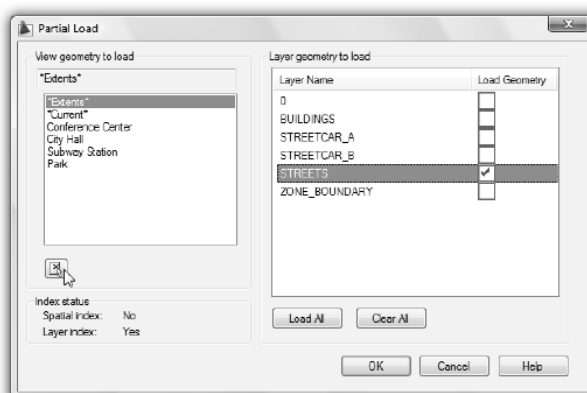 Partial Load
View geometry to load
*Extents*
*Extents*
*Current*
Conference Center
City Hall
Subway Station
Park
Index status
Spatial index: No
Layer index: Yes
Layer geometry to load
Layer Name Load Geometry
0
BUILDINGS
STREETCAR_A
STREETCAR_B
STREETS
ZONE_BOUNDARY
Load All Clear All
OK Cancel Help